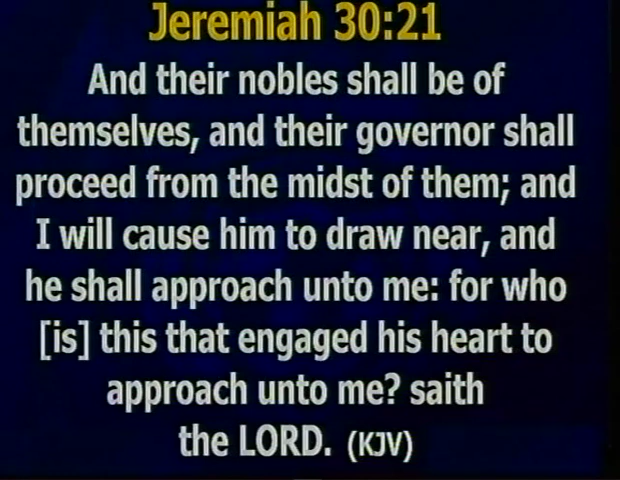 Jeremiah 30:21
And their nobles shall be of
themselves, and their governor shall
proceed from the midst of them; and
I will cause him to draw near, and
he shall approach unto me: for who
[is] this that engaged his heart to
approach unto me? saith
the LORD. (KJV)